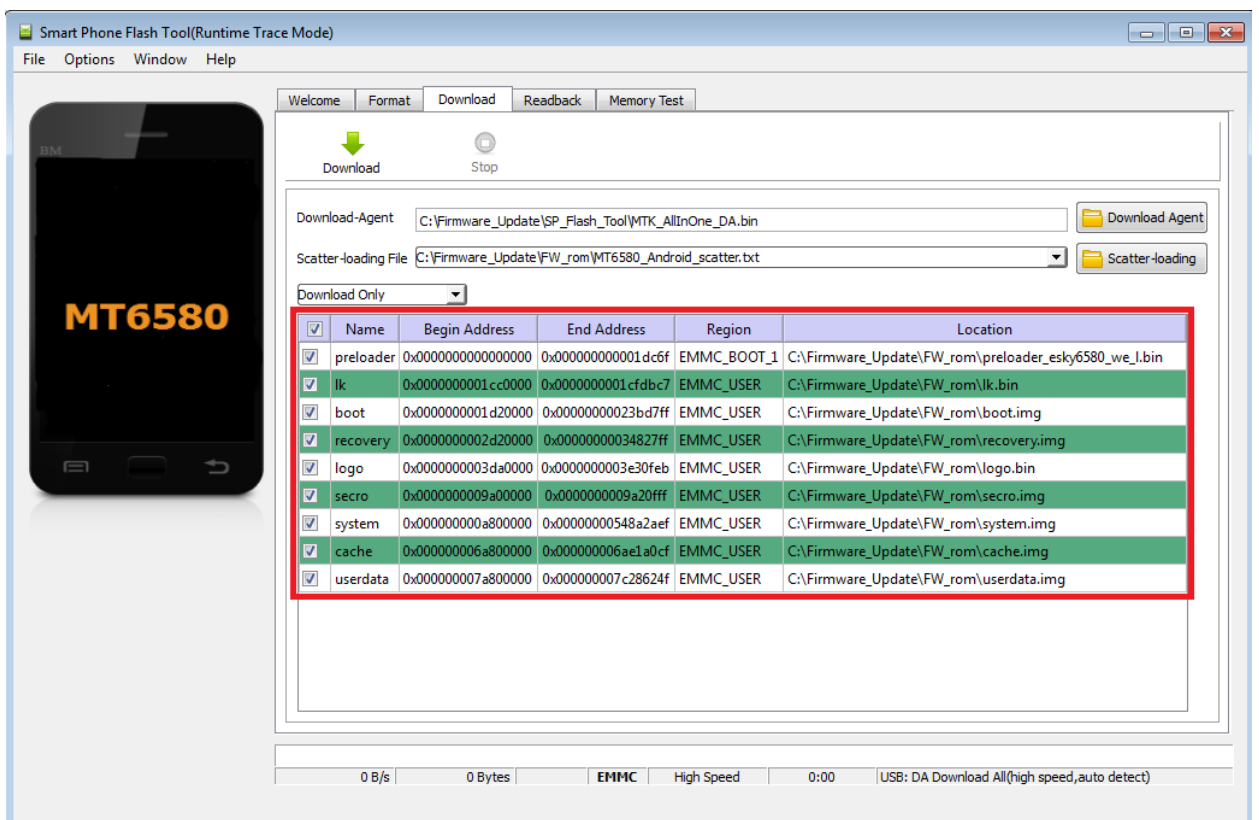 Smart Phone Flash Tool(Runtime Trace Mode)
File Options Window Help
Welcome Format Download Readback Memory Test
BM
Download Stop
Download-Agent C:\Firmware_Update\SP_Flash_Tool\MTK_AllInOne_DA.bin Download Agent
Scatter-loading File C:\Firmware_Update\FW_rom\MT6580_Android_scatter.txt Scatter-loading
Download Only
MT6580
Name Begin Address End Address Region Location
preloader 0x0000000000000000 0x000000000001dc6f EMMC_BOOT_1 C:\Firmware_Update\FW_rom\preloader_esky6580_we_l.bin
lk 0x0000000001cc0000 0x0000000001cfdbc7 EMMC_USER C:\Firmware_Update\FW_rom\lk.bin
boot 0x0000000001d20000 0x00000000023bd7ff EMMC_USER C:\Firmware_Update\FW_rom\boot.img
recovery 0x0000000002d20000 0x00000000034827ff EMMC_USER C:\Firmware_Update\FW_rom\recovery.img
logo 0x0000000003da0000 0x0000000003e30feb EMMC_USER C:\Firmware_Update\FW_rom\logo.bin
secro 0x0000000009a00000 0x0000000009a20fff EMMC_USER C:\Firmware_Update\FW_rom\secro.img
system 0x000000000a800000 0x00000000548a2aef EMMC_USER C:\Firmware_Update\FW_rom\system.img
cache 0x000000006a800000 0x000000006ae1a0cf EMMC_USER C:\Firmware_Update\FW_rom\cache.img
userdata 0x000000007a800000 0x000000007c28624f EMMC_USER C:\Firmware_Update\FW_rom\userdata.img
0 B/s 0 Bytes EMMC High Speed 0:00 USB: DA Download All(high speed,auto detect)